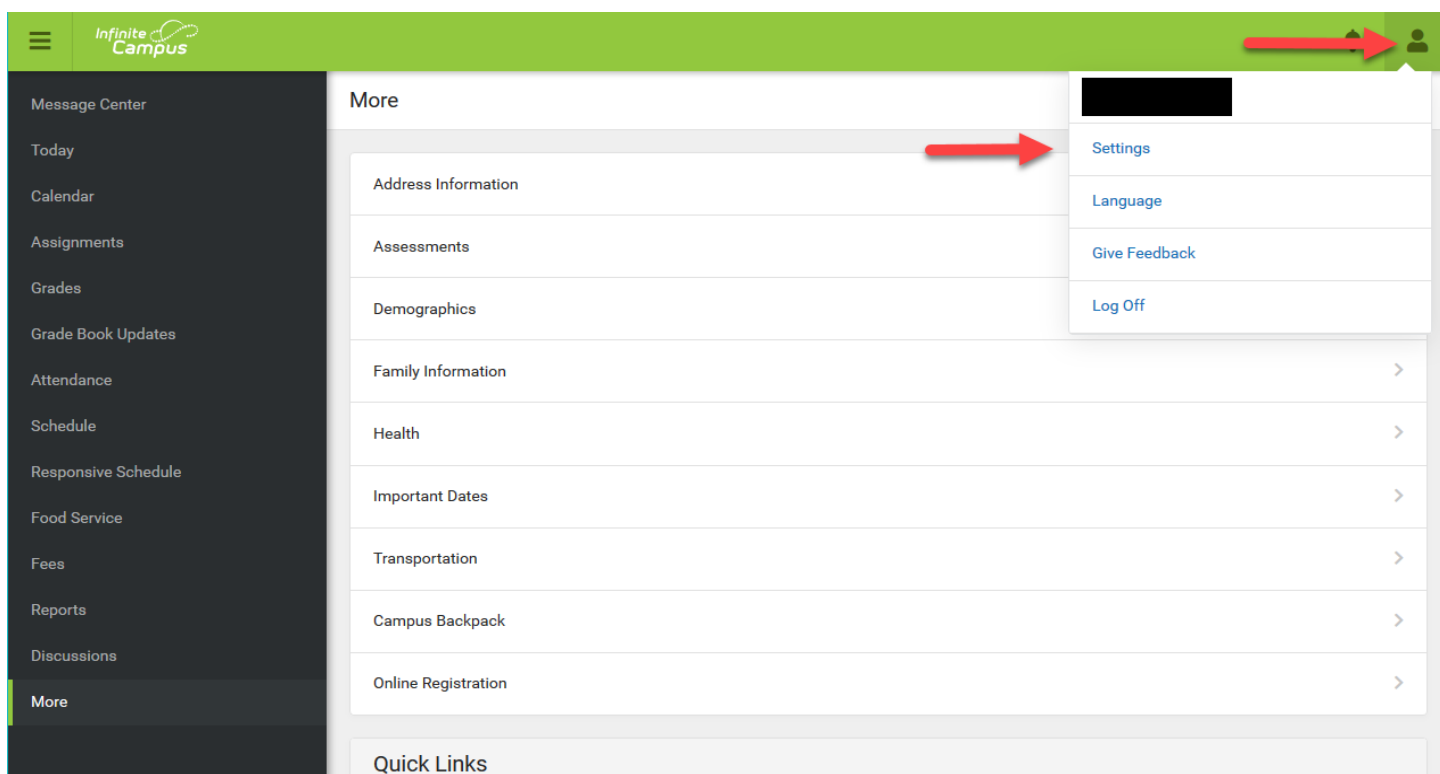 Infinite
Campus
Message Center
Today
Calendar
Assignments
Grades
Grade Book Updates
Attendance
Schedule
Responsive Schedule
Food Service
Fees
Reports
Discussions
More
More
Address Information
Assessments
Demographics
Family Information
Health
Important Dates
Transportation
Campus Backpack
Online Registration
Quick Links
Settings
Language
Give Feedback
Log Off